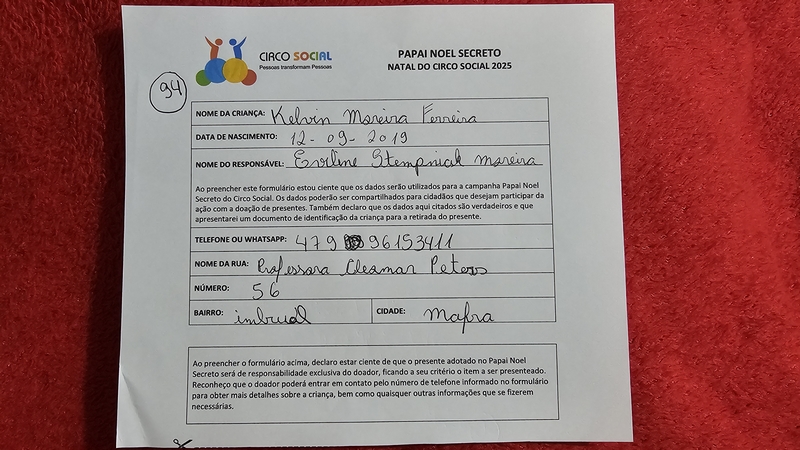 CIRCO SOCIAL
Pessoas transformam Pessoas
PAPAI NOEL SECRETO
NATAL DO CIRCO SOCIAL 2025
94
NOME DA CRIANÇA: Kelvin Moreira Ferreira
DATA DE NASCIMENTO: 12-09-2019
NOME DO RESPONSÁVEL: Stempniak Moreira
Ao preencher este formulário estou ciente que os dados serão utilizados para a campanha Papai Noel
Secreto do Circo Social. Os dados poderão ser compartilhados para cidadãos que desejam participar da
ação com a doação de presentes. Também declaro que os dados aqui citados são verdadeiros e que
apresentarei um documento de identificação da criança para a retirada do presente.
TELEFONE OU WHATSAPP: 479 96153411
NOME DA RUA: Professora Cleamar Peters
NÚMERO: 56
BAIRRO: imbuial CIDADE: Mafra
Ao preencher o formulário acima, declaro estar ciente de que o presente adotado no Papai Noel
Secreto será de responsabilidade exclusiva do doador, ficando a seu critério o item a ser presenteado.
Reconheço que o doador poderá entrar em contato pelo número de telefone informado no formulário
para obter mais detalhes sobre a criança, bem como quaisquer outras informações que se fizerem
necessárias.